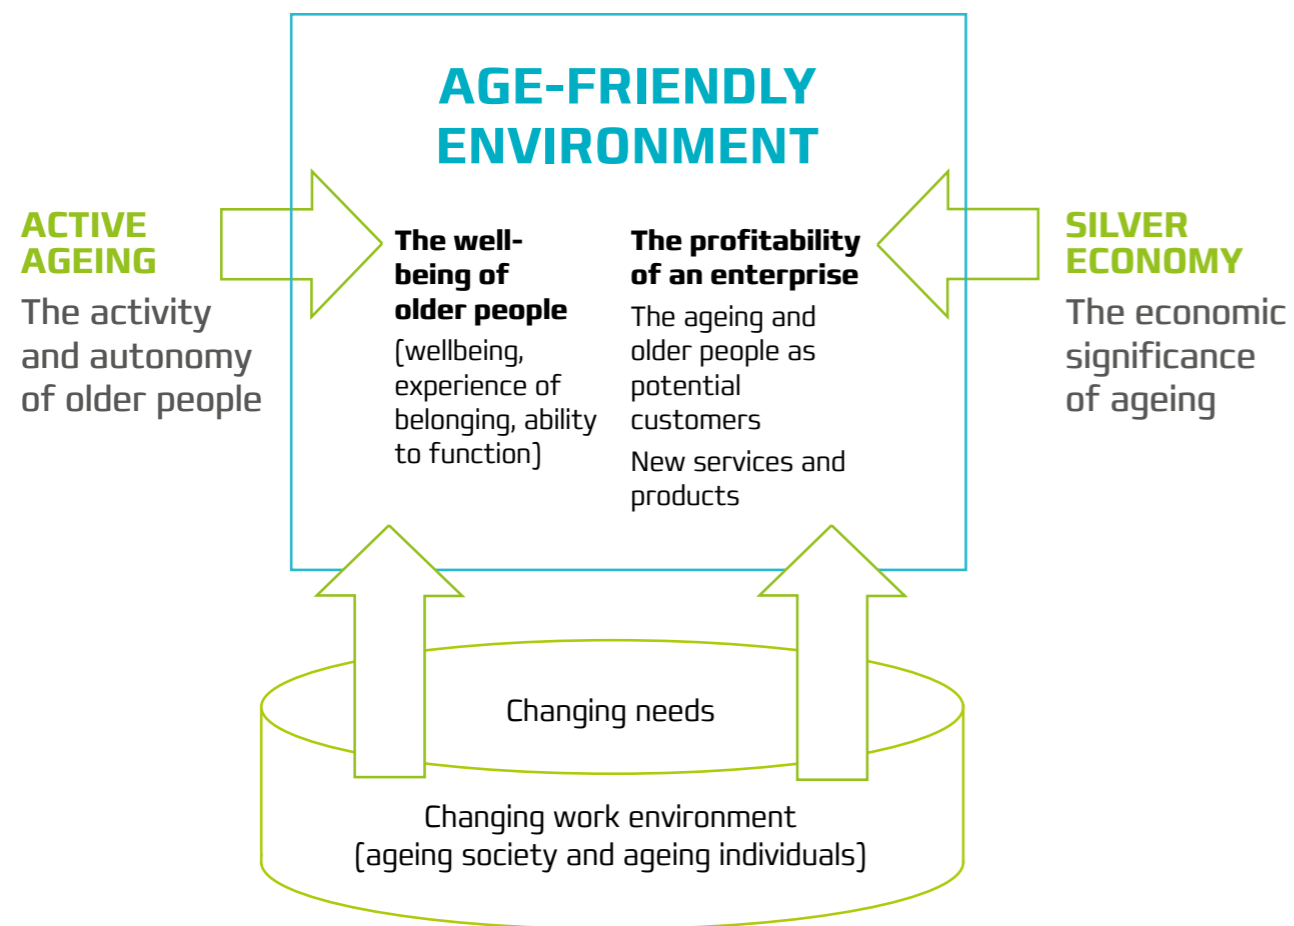 AGE-FRIENDLY
ENVIRONMENT
ACTIVE
AGEING
The activity
and autonomy
of older people
The well-
being of
older people
(wellbeing,
experience of
belonging, ability
to function)
The profitability
of an enterprise
The ageing and
older people as
potential
customers
New services and
products
SILVER
ECONOMY
The economic
significance
of ageing
Changing needs
Changing work environment
(ageing society and ageing individuals)